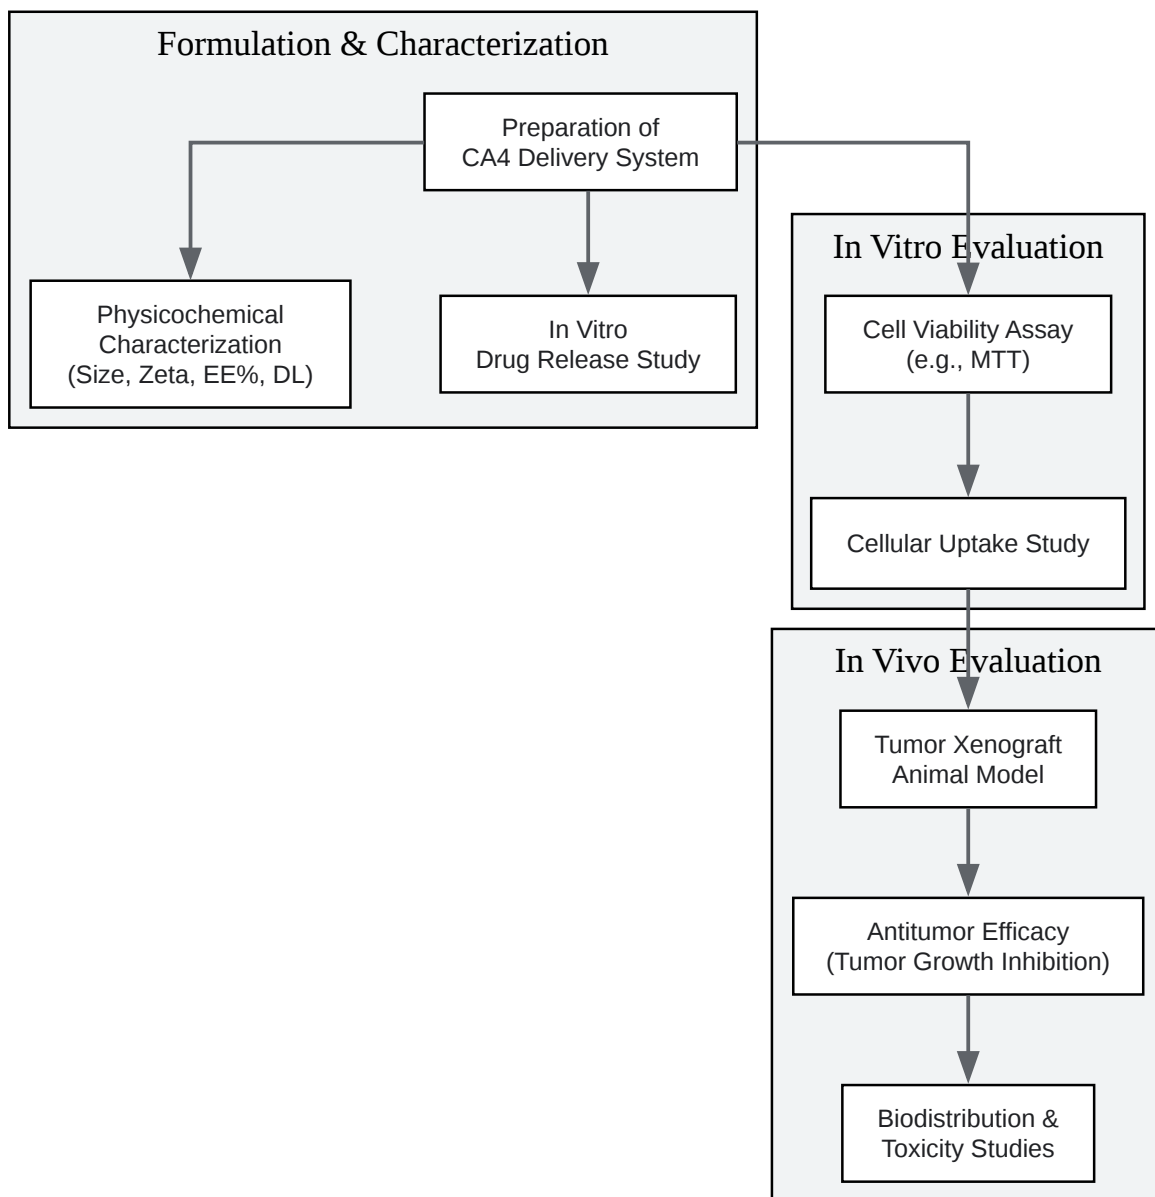 Formulation & Characterization
Preparation of
CA4 Delivery System
Physicochemical
Characterization
(Size, Zeta, EE%, DL)
In Vitro
Drug Release Study
In Vitro Evaluation
Cell Viability Assay
(e.g., MTT)
Cellular Uptake Study
In Vivo Evaluation
Tumor Xenograft
Animal Model
Antitumor Efficacy
(Tumor Growth Inhibition)
Biodistribution &
Toxicity Studies